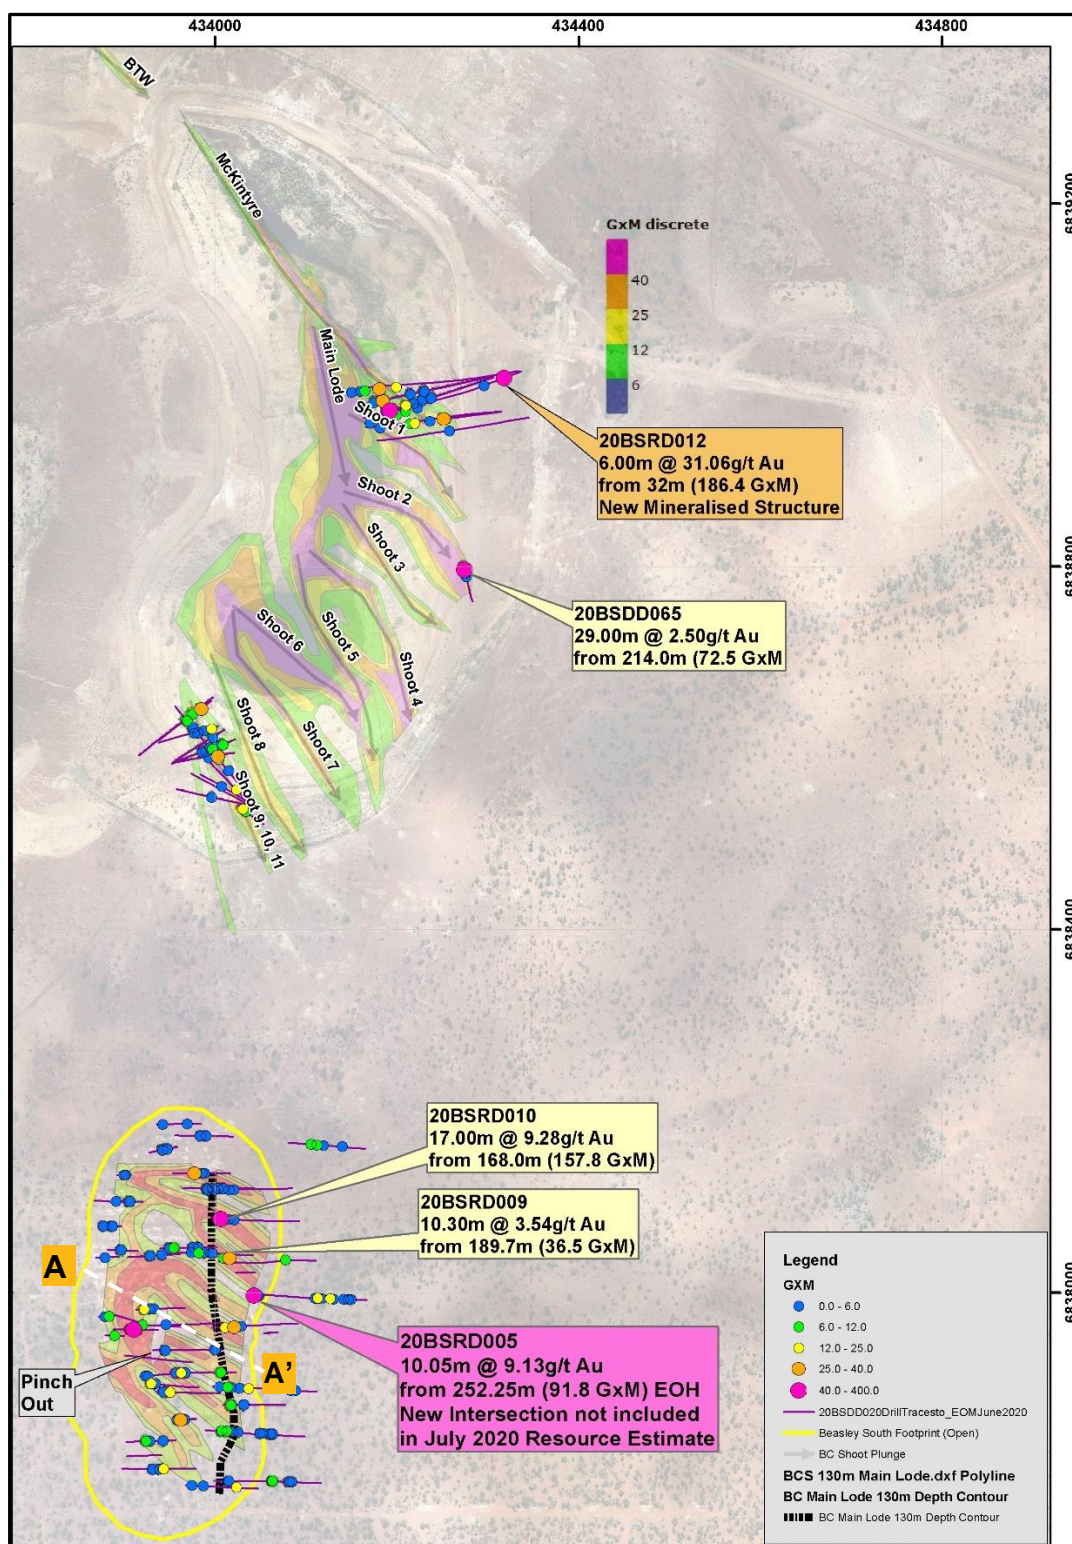 434000
434400
434800
BTW
6839200
McKintyre
GxM discrete
40
25
12
6
Main Lode
Shoot 1
20BSRD012
6.00m @ 31.06g/t Au
from 32m (186.4 GxM)
New Mineralised Structure
Shoot 2
Shoot 3
6838800
20BSDD065
29.00m @ 2.50g/t Au
from 214.0m (72.5 GxM
Shoot 6
Shoot 5
Shoot 4
Shoot 8
Shoot 7
Shoot 9, 10, 11
6838400
20BSRD010
17.00m @ 9.28g/t Au
from 168.0m (157.8 GxM)
20BSRD009
10.30m @ 3.54g/t Au
from 189.7m (36.5 GxM)
A
6838000
20BSRD005
10.05m @ 9.13g/t Au
from 252.25m (91.8 GxM) EOH
New Intersection not included
in July 2020 Resource Estimate
A'
Pinch
Out
Legend
GXM
0.0 - 6.0
6.0 - 12.0
12.0 - 25.0
25.0 - 40.0
40.0 - 400.0
20BSDD020DrillTracesto_EOMJune2020
Beasley South Footprint (Open)
BC Shoot Plunge
BCS 130m Main Lode.dxf Polyline
BC Main Lode 130m Depth Contour
BC Main Lode 130m Depth Contour